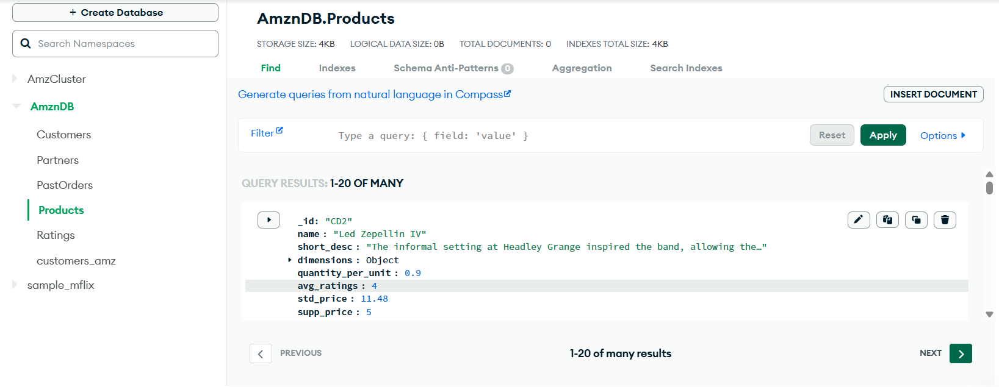 + Create Database
Search Namespaces
AmzCluster
AmznDB
Customers
Partners
PastOrders
Products
Ratings
customers_amz
sample_mflix
AmznDB.Products
STORAGE SIZE: 4KB LOGICAL DATA SIZE: 0B TOTAL DOCUMENTS: 0 INDEXES TOTAL SIZE: 4KB
Find Indexes Schema Anti-Patterns 0 Aggregation Search Indexes
Generate queries from natural language in Compass
INSERT DOCUMENT
Filter Type a query: { field: 'value' } Reset Apply Options
QUERY RESULTS: 1-20 OF MANY
_id: "CD2"
name : "Led Zepellin IV"
short_desc : "The informal setting at Headley Grange inspired the band, allowing the…"
dimensions : Object
quantity_per_unit : 0.9
avg_ratings : 4
std_price : 11.48
supp_price : 5
PREVIOUS 1-20 of many results NEXT